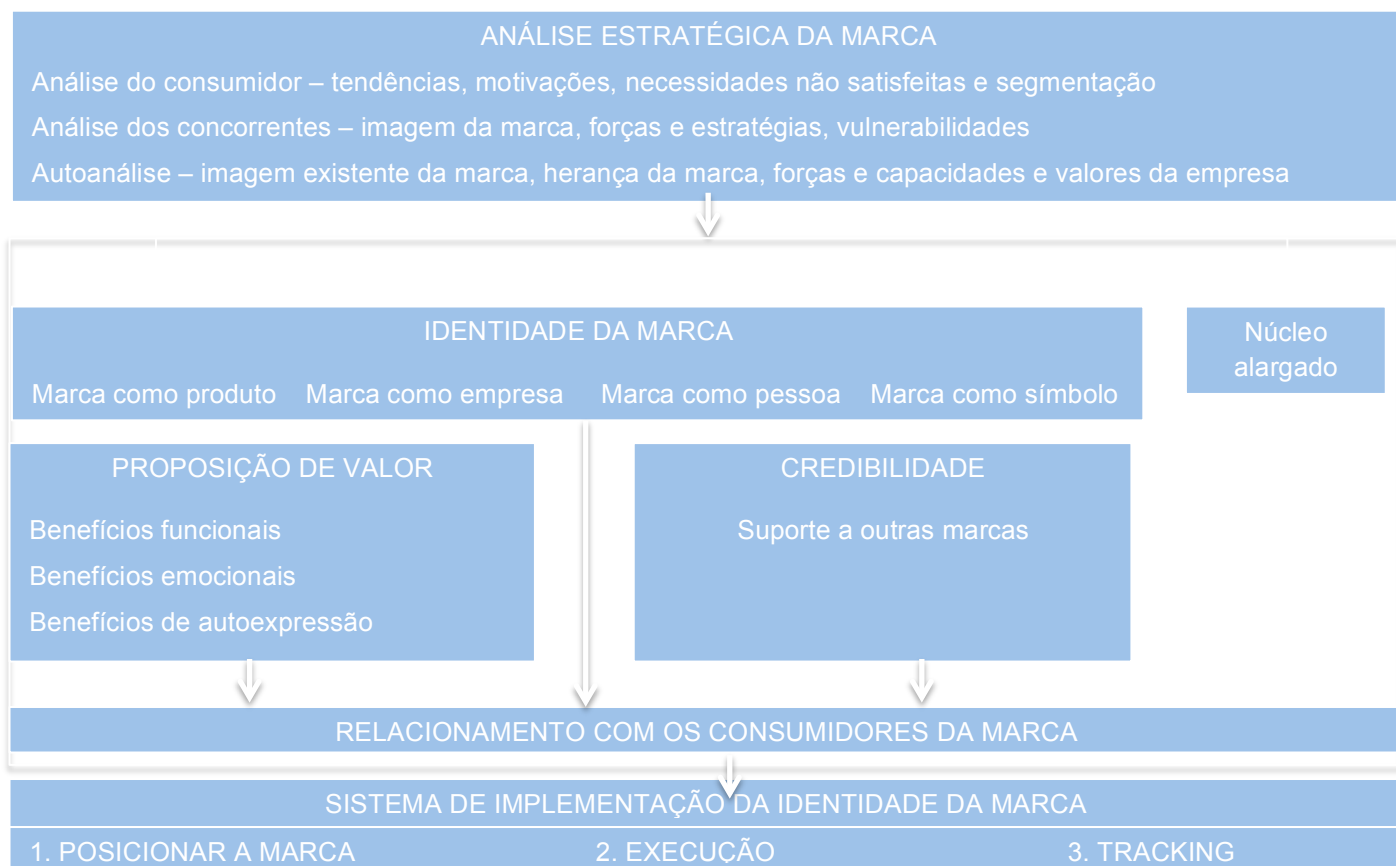 ANÁLISE ESTRATÉGICA DA MARCA
Análise do consumidor – tendências, motivações, necessidades não satisfeitas e segmentação
Análise dos concorrentes – imagem da marca, forças e estratégias, vulnerabilidades
Autoanálise – imagem existente da marca, herança da marca, forças e capacidades e valores da empresa
IDENTIDADE DA MARCA
Marca como produto Marca como empresa Marca como pessoa Marca como símbolo
Núcleo
alargado
PROPOSIÇÃO DE VALOR
Benefícios funcionais
Benefícios emocionais
Benefícios de autoexpressão
CREDIBILIDADE
Suporte a outras marcas
RELACIONAMENTO COM OS CONSUMIDORES DA MARCA
SISTEMA DE IMPLEMENTAÇÃO DA IDENTIDADE DA MARCA
1. POSICIONAR A MARCA 2. EXECUÇÃO 3. TRACKING